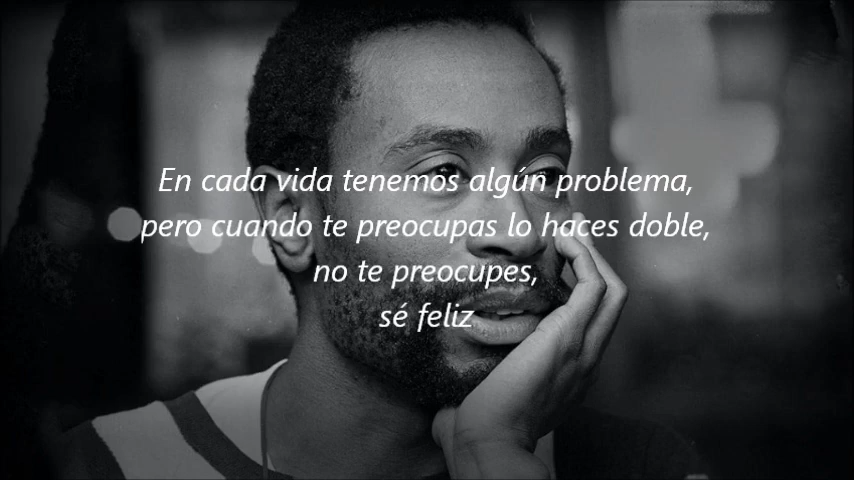 En cada vida tenemos algún problema,
pero cuando te preocupas lo haces doble,
no te preocupes,
sé feliz